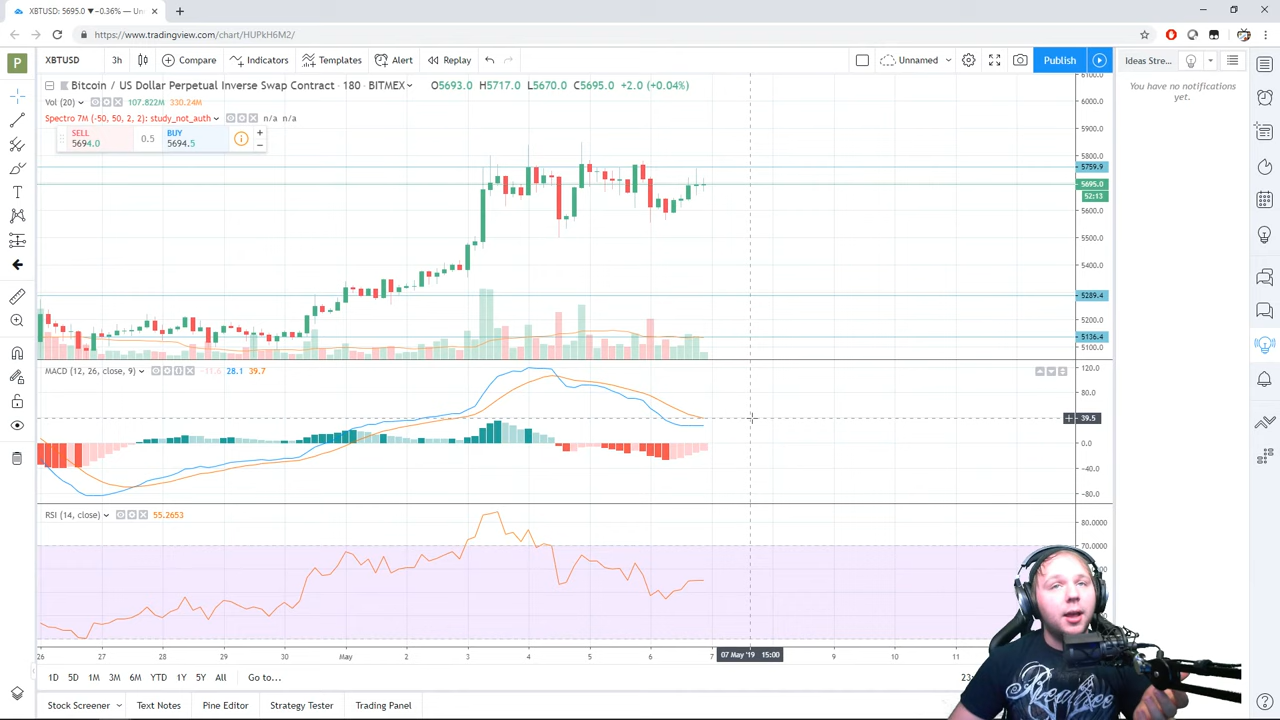 XBTUSD: 5695.0 ▼−0.36% — Un
https://www.tradingview.com/chart/HUPkH6M2/
P
XBTUSD 3h Compare Indicators Templates Alert Replay Unnamed Publish
Ideas Stre...
You have no notifications
yet.
Bitcoin / US Dollar Perpetual Inverse Swap Contract · 180 · BITMEX O5693.0 H5717.0 L5670.0 C5695.0 +2.0 (+0.04%)
Vol (20) 107.822M 330.24M
Spectro 7M (-50, 50, 2, 2): study_not_auth n/a n/a
SELL
5694.0
0.5
BUY
5694.5
6100.0
6000.0
5900.0
5800.0
5759.9
5695.0
52:13
5600.0
5500.0
5400.0
5289.4
5200.0
5136.4
5100.0
MACD (12, 26, close, 9) -11.6 28.1 39.7
120.0
80.0
39.5
0.0
-40.0
-80.0
RSI (14, close) 55.2653
80.0000
70.0000
26 27 28 29 30 May 2 3 4 5 6 7 07 May '19 15:00 9 10 11
1D 5D 1M 3M 6M YTD 1Y 5Y All Go to... 23:
Stock Screener Text Notes Pine Editor Strategy Tester Trading Panel